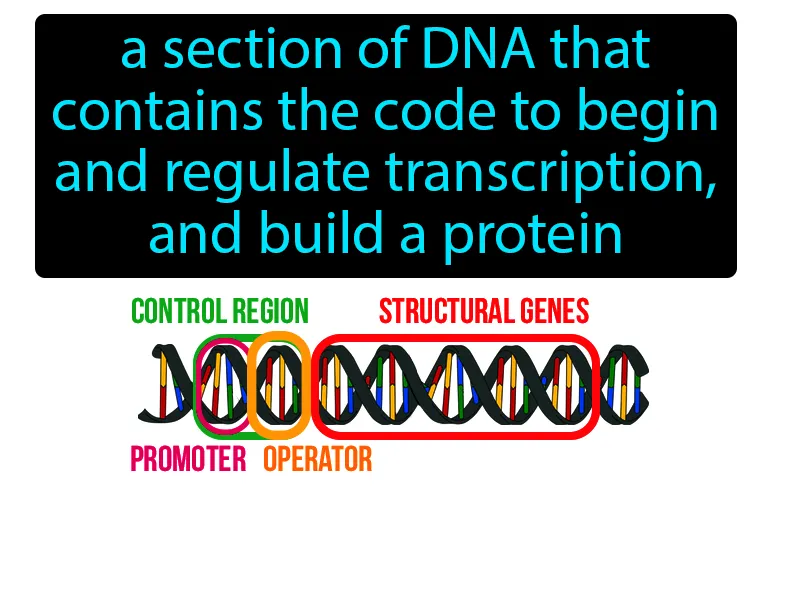 a section of DNA that
contains the code to begin
and regulate transcription,
and build a protein
CONTROL REGION
STRUCTURAL GENES
PROMOTER
OPERATOR